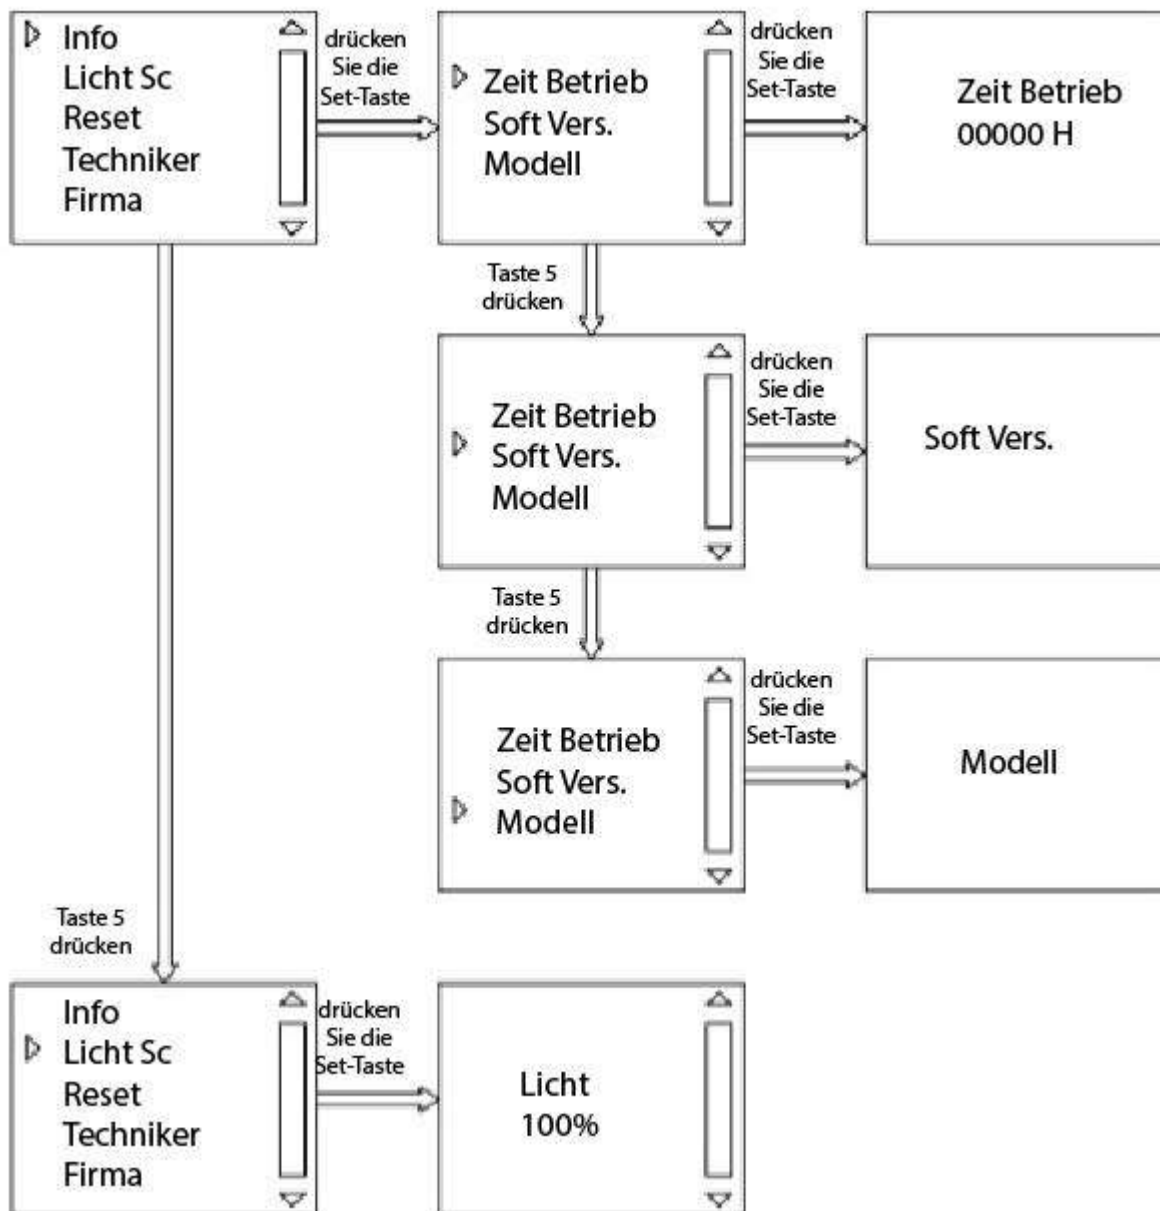 Info
Licht Sc
Reset
Techniker
Firma
drücken
Sie die
Set-Taste
Zeit Betrieb
Soft Vers.
Modell
drücken
Sie die
Set-Taste
Zeit Betrieb
00000 H
Taste 5
drücken
Zeit Betrieb
Soft Vers.
Modell
drücken
Sie die
Set-Taste
Soft Vers.
Taste 5
drücken
Zeit Betrieb
Soft Vers.
Modell
drücken
Sie die
Set-Taste
Modell
Taste 5
drücken
Info
Licht Sc
Reset
Techniker
Firma
drücken
Sie die
Set-Taste
Licht
100%